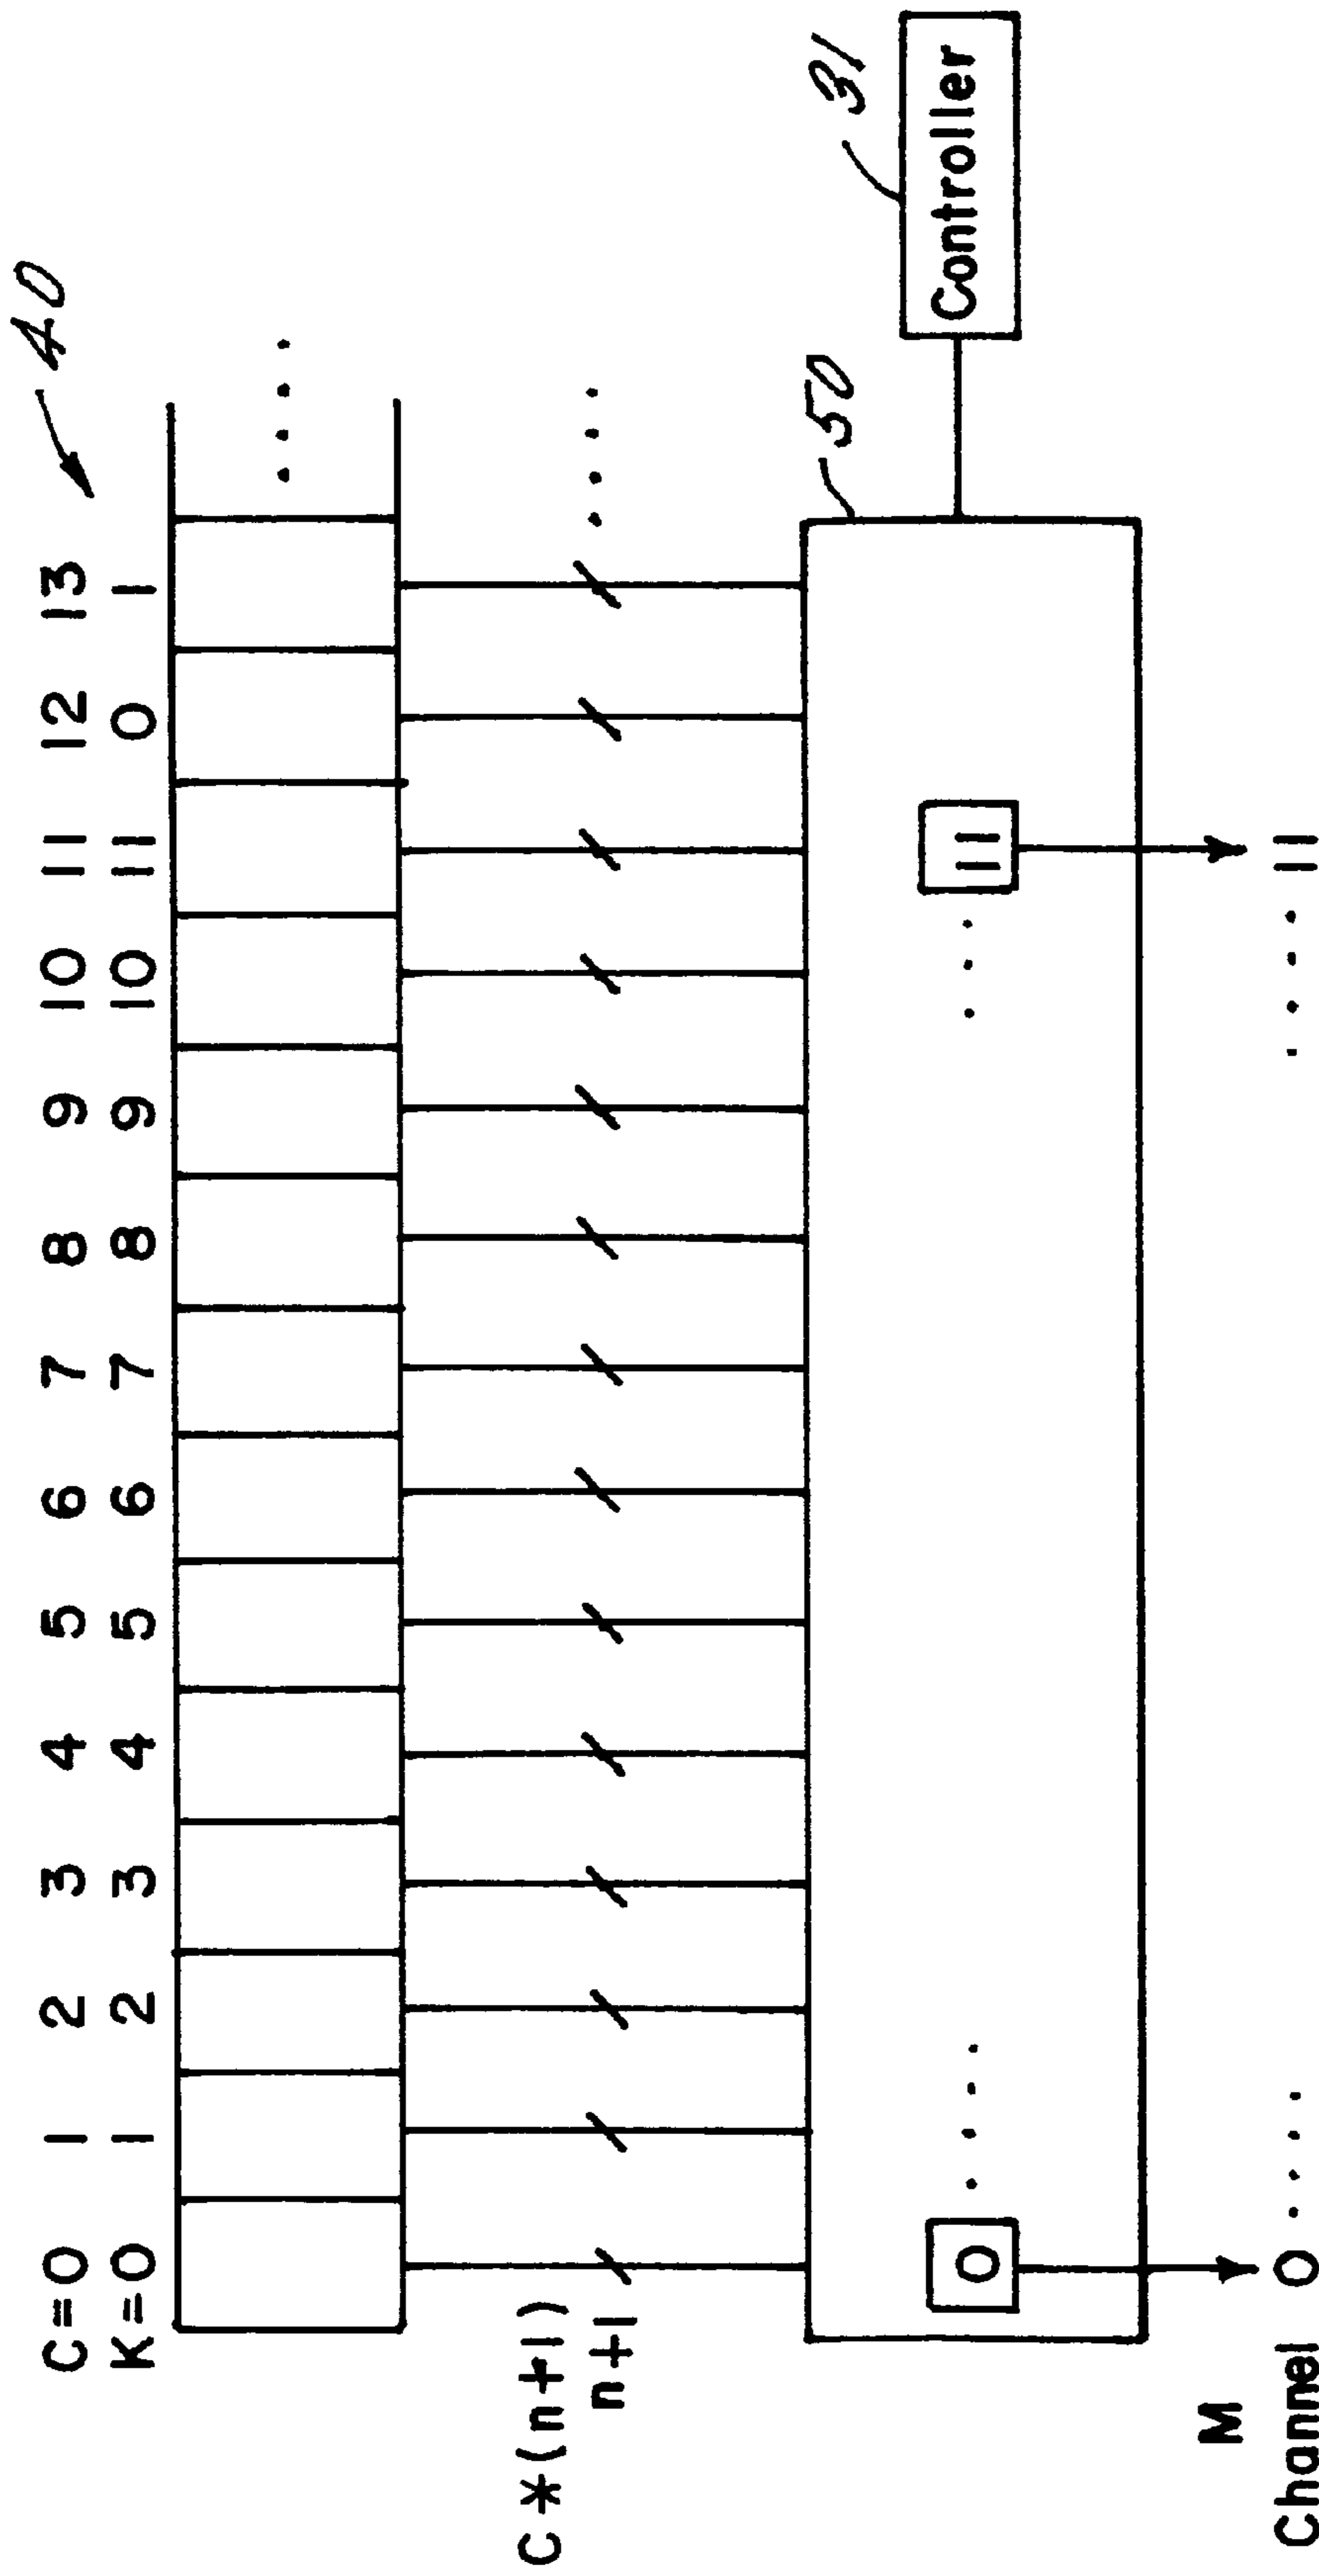 40
C=0 1 2 3 4 5 6 7 8 9 10 11 12 13
K=0 1 2 3 4 5 6 7 8 9 10 11 0 1
C*(n+1)
n+1
50
31
Controller
0 11
M
Channel 0 11